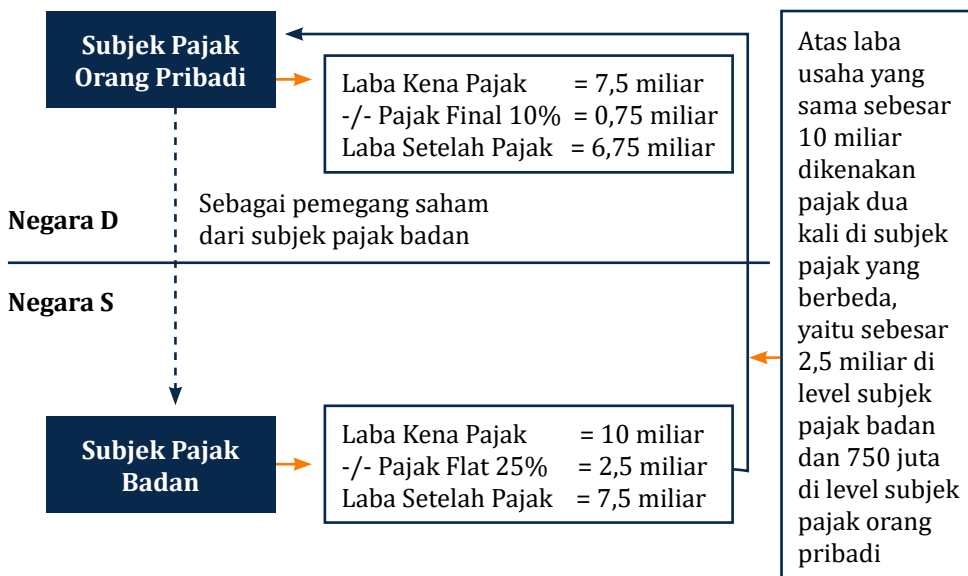 Subjek Pajak
Orang Pribadi
Laba Kena Pajak = 7,5 miliar
-/- Pajak Final 10% = 0,75 miliar
Laba Setelah Pajak = 6,75 miliar
Negara D
Sebagai pemegang saham
dari subjek pajak badan
Negara S
Subjek Pajak
Badan
Laba Kena Pajak = 10 miliar
-/- Pajak Flat 25% = 2,5 miliar
Laba Setelah Pajak = 7,5 miliar
Atas laba
usaha yang
sama sebesar
10 miliar
dikenakan
pajak dua
kali di subjek
pajak yang
berbeda,
yaitu sebesar
2,5 miliar di
level subjek
pajak badan
dan 750 juta
di level subjek
pajak orang
pribadi